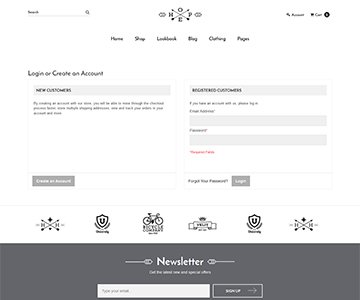 Search
HOPE
Account
Cart 0
Home Shop Lookbook Blog Clothing Pages
Login or Create an Account
NEW CUSTOMERS
By creating an account with our store, you will be able to move through the checkout
process faster, store multiple shipping addresses, view and track your orders in your
account and more.
Create an Account
REGISTERED CUSTOMERS
If you have an account with us, please log in.
Email Address*
Password*
*Required Fields
Forgot Your Password?
Login
H H
University
BICYCLE
University
H H
Newsletter
Get the latest new and special offers
Type your email
SIGN UP